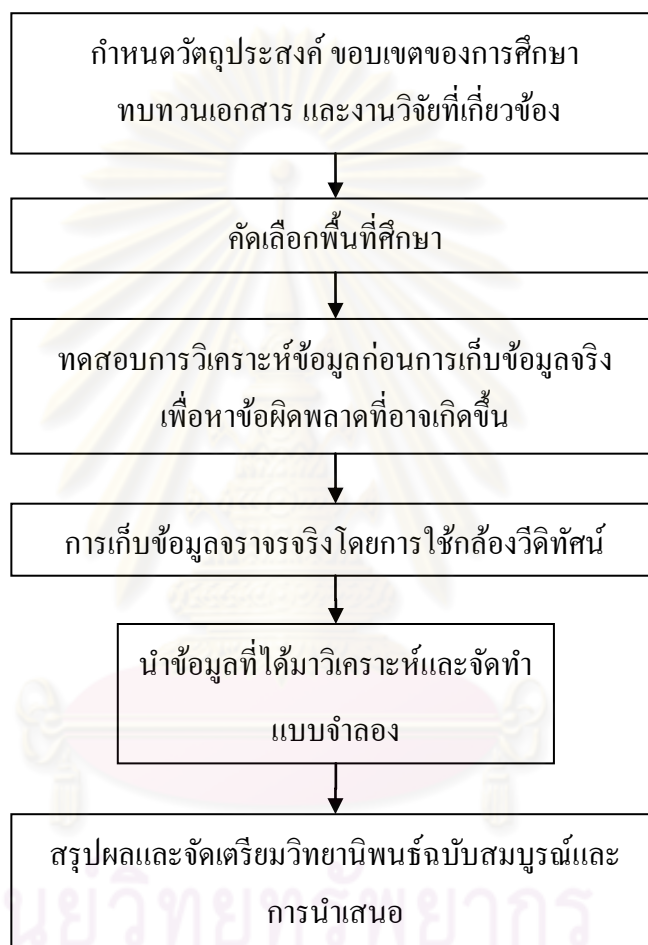 กำหนดวัตถุประสงค์ ขอบเขตของการศึกษา
ทบทวนเอกสาร และงานวิจัยที่เกี่ยวข้อง
คัดเลือกพื้นที่ศึกษา
ทดสอบการวิเคราะห์ข้อมูลก่อนการเก็บข้อมูลจริง
เพื่อหาข้อผิดพลาดที่อาจเกิดขึ้น
การเก็บข้อมูลจราจรจริงโดยการใช้กล้องวีดิทัศน์
นำข้อมูลที่ได้มาวิเคราะห์และจัดทำ
แบบจำลอง
สรุปผลและจัดเตรียมวิทยานิพนธ์ฉบับสมบูรณ์และ
การนำเสนอ